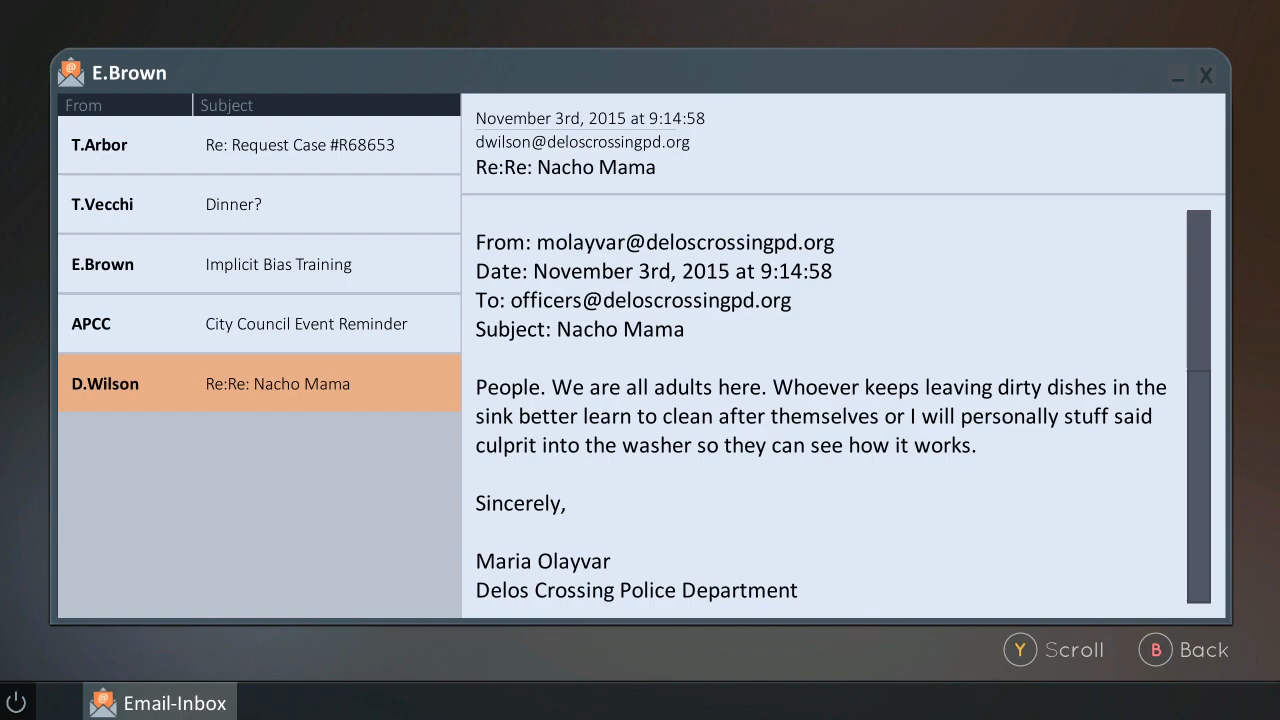 E.Brown
X
From Subject
T.Arbor Re: Request Case #R68653
T.Vecchi Dinner?
E.Brown Implicit Bias Training
APCC City Council Event Reminder
D.Wilson Re:Re: Nacho Mama
November 3rd, 2015 at 9:14:58
dwilson@deloscrossingpd.org
Re:Re: Nacho Mama
From: molayvar@deloscrossingpd.org
Date: November 3rd, 2015 at 9:14:58
To: officers@deloscrossingpd.org
Subject: Nacho Mama
People. We are all adults here. Whoever keeps leaving dirty dishes in the
sink better learn to clean after themselves or I will personally stuff said
culprit into the washer so they can see how it works.
Sincerely,
Maria Olayvar
Delos Crossing Police Department
Y Scroll B Back
Email-Inbox